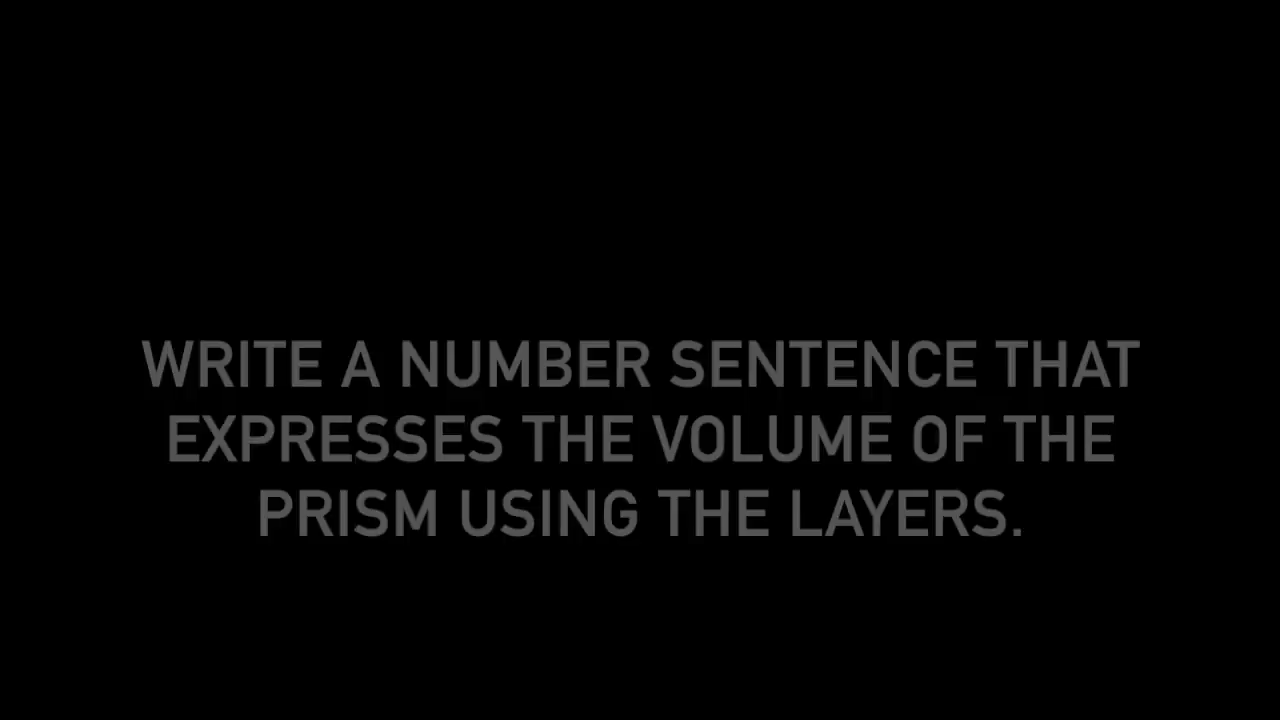 WRITE A NUMBER SENTENCE THAT
EXPRESSES THE VOLUME OF THE
PRISM USING THE LAYERS.